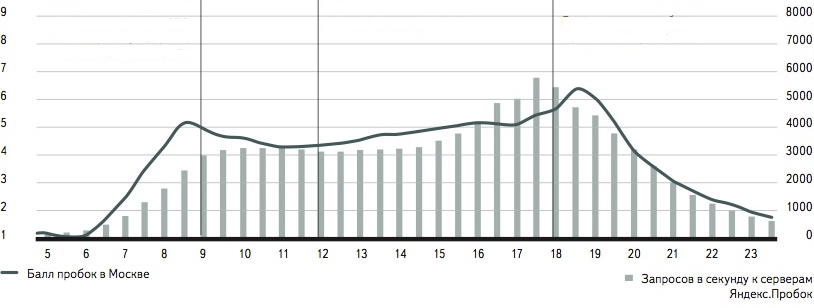 9 8000
8 7000
7 6000
6 5000
5 4000
4 3000
3 2000
2 1000
1 0
5 6 7 8 9 10 11 12 13 14 15 16 17 18 19 20 21 22 23
Балл пробок в Москве
Запросов в секунду к серверам
Яндекс.Пробок